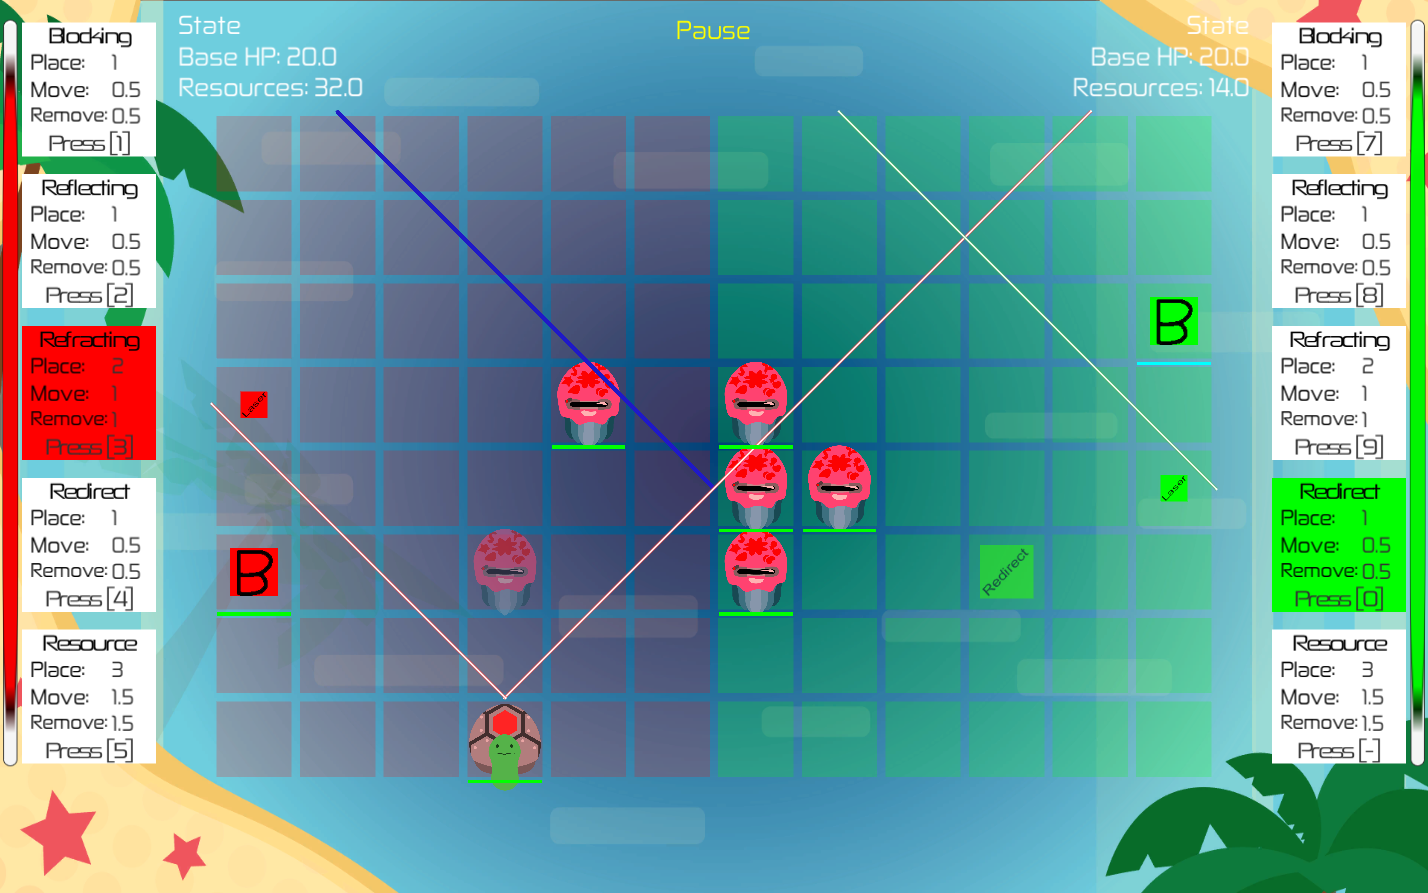 State
Base HP: 20.0
Resources: 32.0
Pause
State
Base HP: 20.0
Resources: 14.0
Blocking
Place: 1
Move: 0.5
Remove: 0.5
Press [1]
Reflecting
Place: 1
Move: 0.5
Remove: 0.5
Press [2]
Refracting
Place: 2
Move: 1
Remove: 1
Press [3]
Redirect
Place: 1
Move: 0.5
Remove: 0.5
Press [4]
Resource
Place: 3
Move: 1.5
Remove: 1.5
Press [5]
Laser
B
B
Laser
Redirect
Blocking
Place: 1
Move: 0.5
Remove: 0.5
Press [7]
Reflecting
Place: 1
Move: 0.5
Remove: 0.5
Press [8]
Refracting
Place: 2
Move: 1
Remove: 1
Press [9]
Redirect
Place: 1
Move: 0.5
Remove: 0.5
Press [0]
Resource
Place: 3
Move: 1.5
Remove: 1.5
Press [-]